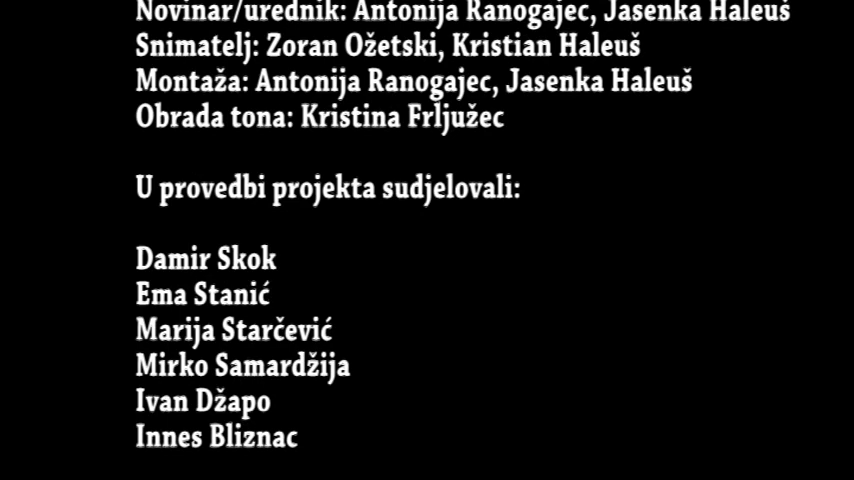 Novinar/urednik: Antonija Ranogajec, Jasenka Haleuš
Snimatelj: Zoran Ožetski, Kristian Haleuš
Montaža: Antonija Ranogajec, Jasenka Haleuš
Obrada tona: Kristina Frljužec
U provedbi projekta sudjelovali:
Damir Skok
Ema Stanić
Marija Starčević
Mirko Samardžija
Ivan Džapo
Innes Bliznac